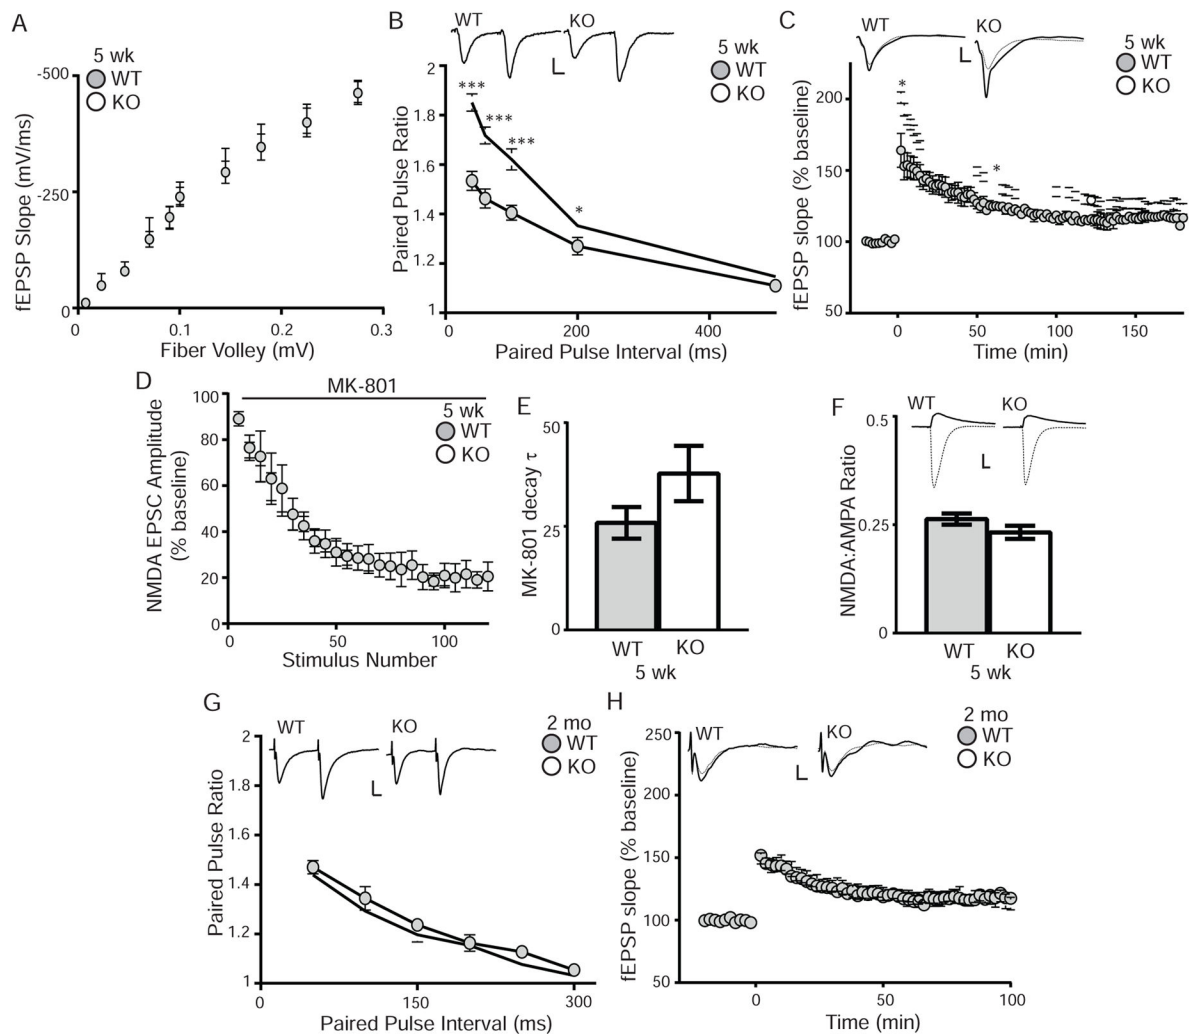 A
5 wk
WT
KO
fEPSP Slope (mV/ms)
-500
-250
0
0
0.1
0.2
0.3
Fiber Volley (mV)
B
WT
KO
5 wk
WT
KO
Paired Pulse Ratio
2
1.8
1.6
1.4
1.2
1
***
***
***
*
0
200
400
Paired Pulse Interval (ms)
C
WT
KO
5 wk
WT
KO
fEPSP slope (% baseline)
200
150
100
50
*
*
0
50
100
150
Time (min)
D
MK-801
5 wk
WT
KO
NMDA EPSC Amplitude
(% baseline)
100
80
60
40
20
0
0
50
100
Stimulus Number
E
MK-801 decay τ
50
25
0
WT
KO
5 wk
F
WT
KO
NMDA:AMPA Ratio
0.5
0.25
0
WT
KO
5 wk
G
WT
KO
2 mo
WT
KO
Paired Pulse Ratio
2
1.8
1.6
1.4
1.2
1
0
150
300
Paired Pulse Interval (ms)
H
WT
KO
2 mo
WT
KO
fEPSP slope (% baseline)
250
200
150
100
50
0
50
100
Time (min)